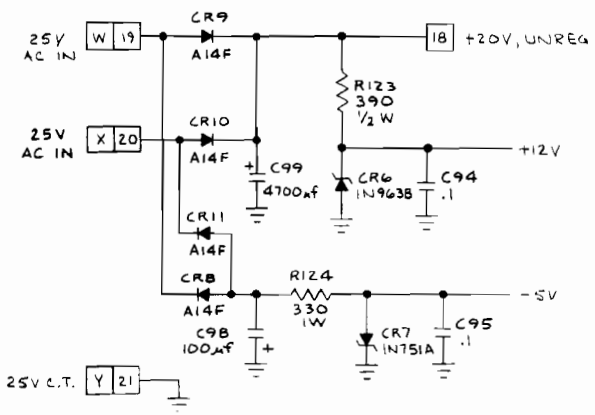 CR9
25V AC IN
W 19
A14F
18 +20V, UNREG
R123
390
1/2 W
CR10
25V AC IN
X 20
A14F
+12V
+ C99
4700µf
CR6
1N963B
C94
.1
CR11
A14F
CR8
A14F
R124
330
1W
-5V
C98
100µf
+
CR7
1N751A
C95
.1
25V C.T. Y 21